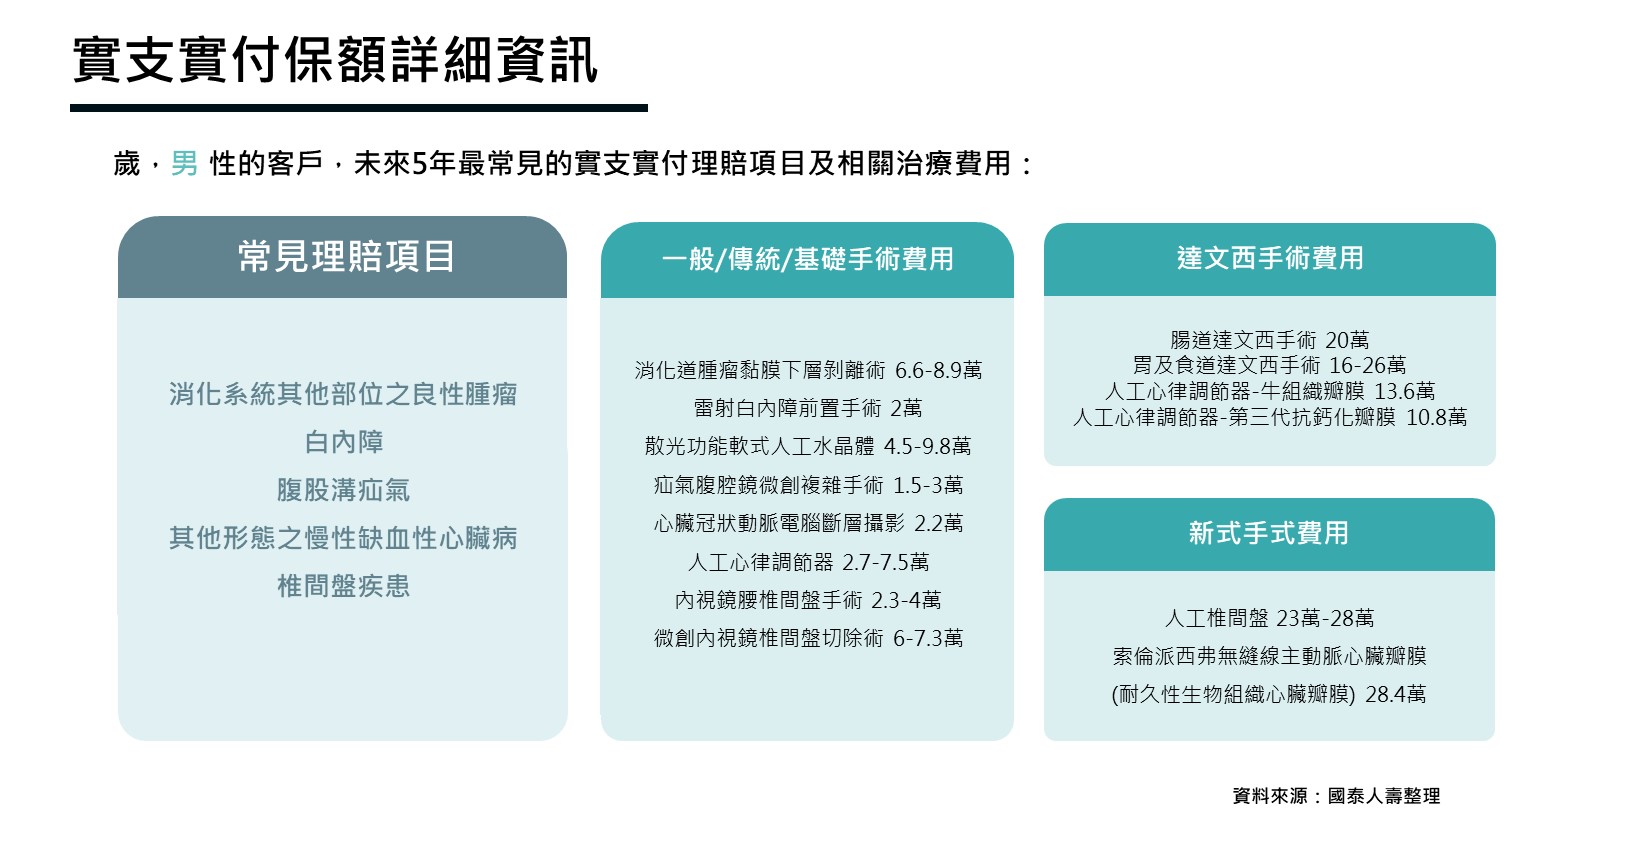 實支實付保額詳細資訊
歲，男 性的客戶，未來5年最常見的實支實付理賠項目及相關治療費用：
常見理賠項目
消化系統其他部位之良性腫瘤
白內障
腹股溝疝氣
其他形態之慢性缺血性心臟病
椎間盤疾患
一般/傳統/基礎手術費用
消化道腫瘤黏膜下層剝離術 6.6-8.9萬
雷射白內障前置手術 2萬
散光功能軟式人工水晶體 4.5-9.8萬
疝氣腹腔鏡微創複雜手術 1.5-3萬
心臟冠狀動脈電腦斷層攝影 2.2萬
人工心律調節器 2.7-7.5萬
內視鏡腰椎間盤手術 2.3-4萬
微創內視鏡椎間盤切除術 6-7.3萬
達文西手術費用
腸道達文西手術 20萬
胃及食道達文西手術 16-26萬
人工心律調節器-牛組織瓣膜 13.6萬
人工心律調節器-第三代抗鈣化瓣膜 10.8萬
新式手式費用
人工椎間盤 23萬-28萬
索倫派西弗無縫線主動脈心臟瓣膜
(耐久性生物組織心臟瓣膜) 28.4萬
資料來源：國泰人壽整理